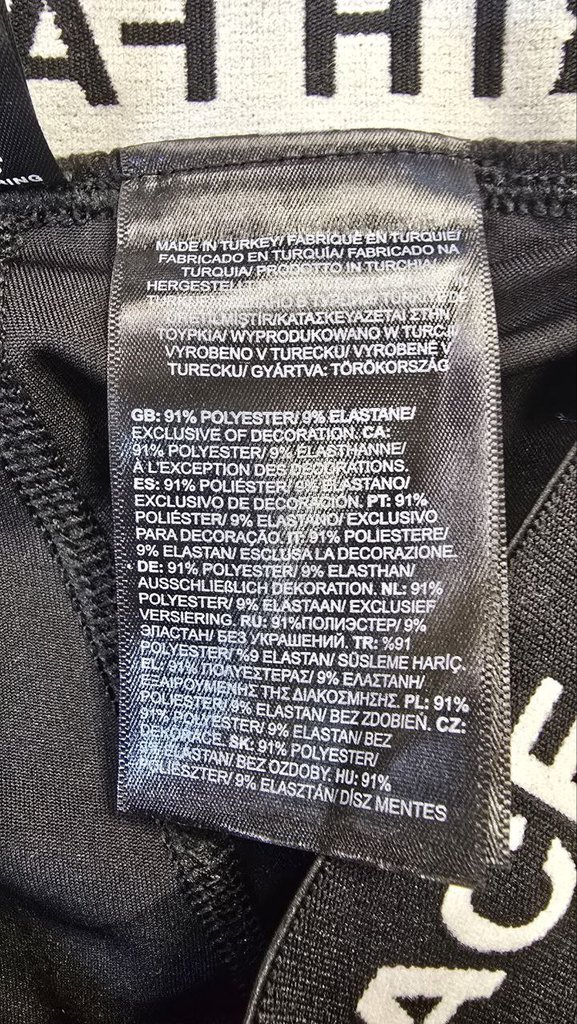 MADE IN TURKEY/ FABRIQUÉ EN TURQUIE/
FABRICADO EN TURQUÍA/ FABRICADO NA
TURQUIA/ PRODOTTO IN TURCHIA
HERGESTELLT
ΚΑΤΑΣΚΕΥΑΖΕΤΑΙ ΣΤΗΝ
ΤΟΥΡΚΙΑ/ WYPRODUKOWANO W TURCJI
VYROBENO V TURECKU/ VYROBENÉ V
TURECKU/ GYÁRTVA: TÖRÖKORSZÁG
GB: 91% POLYESTER/ 9% ELASTANE/
EXCLUSIVE OF DECORATION. CA:
91% POLYESTER/ 9% ÉLASTHANNE/
À L'EXCEPTION DES DÉCORATIONS.
ES: 91% POLIÉSTER/ 9% ELASTANO/
EXCLUSIVO DE DECORACIÓN. PT: 91%
POLIÉSTER/ 9% ELASTANO/ EXCLUSIVO
PARA DECORAÇÃO. IT: 91% POLIESTERE/
9% ELASTAN/ ESCLUSA LA DECORAZIONE.
DE: 91% POLYESTER/ 9% ELASTHAN/
AUSSCHLIEßLICH DEKORATION. NL: 91%
POLYESTER/ 9% ELASTAAN/ EXCLUSIEF
VERSIERING. RU: 91%ПОЛИЭСТЕР/ 9%
ЭЛАСТАН/ БЕЗ УКРАШЕНИЙ. TR: %91
POLYESTER/ %9 ELASTAN/ SÜSLEME HARİÇ.
EL: 91% ΠΟΛΥΕΣΤΕΡΑΣ/ 9% ΕΛΑΣΤΑΝΗ/
ΕΞΑΙΡΟΥΜΕΝΗΣ ΤΗΣ ΔΙΑΚΟΣΜΗΣΗΣ. PL: 91%
POLIESTER/ 9% ELASTAN/ BEZ ZDOBIEŃ. CZ:
91% POLYESTER/ 9% ELASTAN/ BEZ
DEKORACE. SK: 91% POLYESTER/
9% ELASTAN/ BEZ OZDOBY. HU: 91%
POLIÉSZTER/ 9% ELASZTÁN/ DÍSZ MENTES